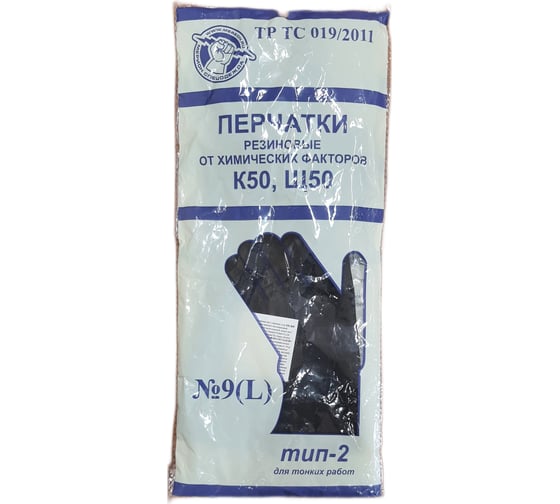 ТР ТС 019/2011
ПЕРЧАТКИ
РЕЗИНОВЫЕ
ОТ ХИМИЧЕСКИХ ФАКТОРОВ
К50, Щ50
№9(L)
тип-2
для тонких работ